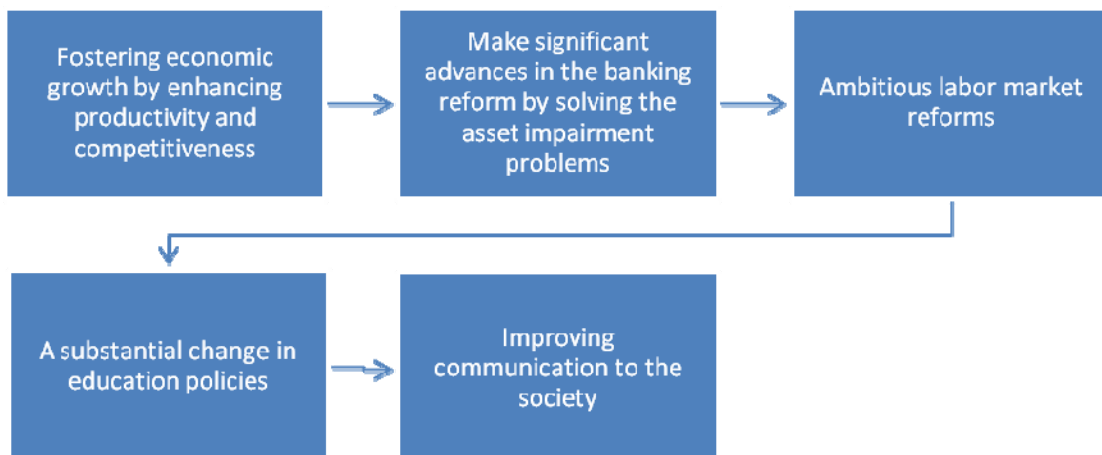 Fostering economic
growth by enhancing
productivity and
competitiveness
Make significant
advances in the banking
reform by solving the
asset impairment
problems
Ambitious labor market
reforms
A substantial change in
education policies
Improving
communication to the
society